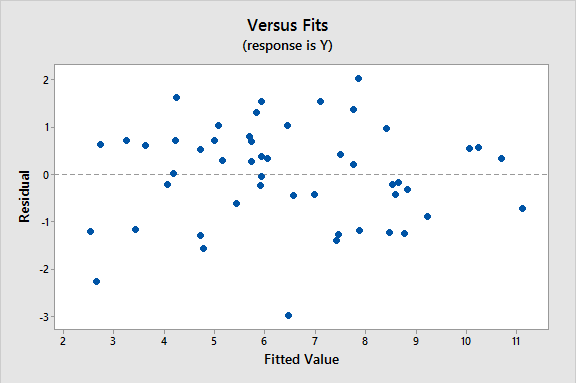 Versus Fits
(response is Y)
Residual
2
1
0
-1
-2
-3
2 3 4 5 6 7 8 9 10 11
Fitted Value